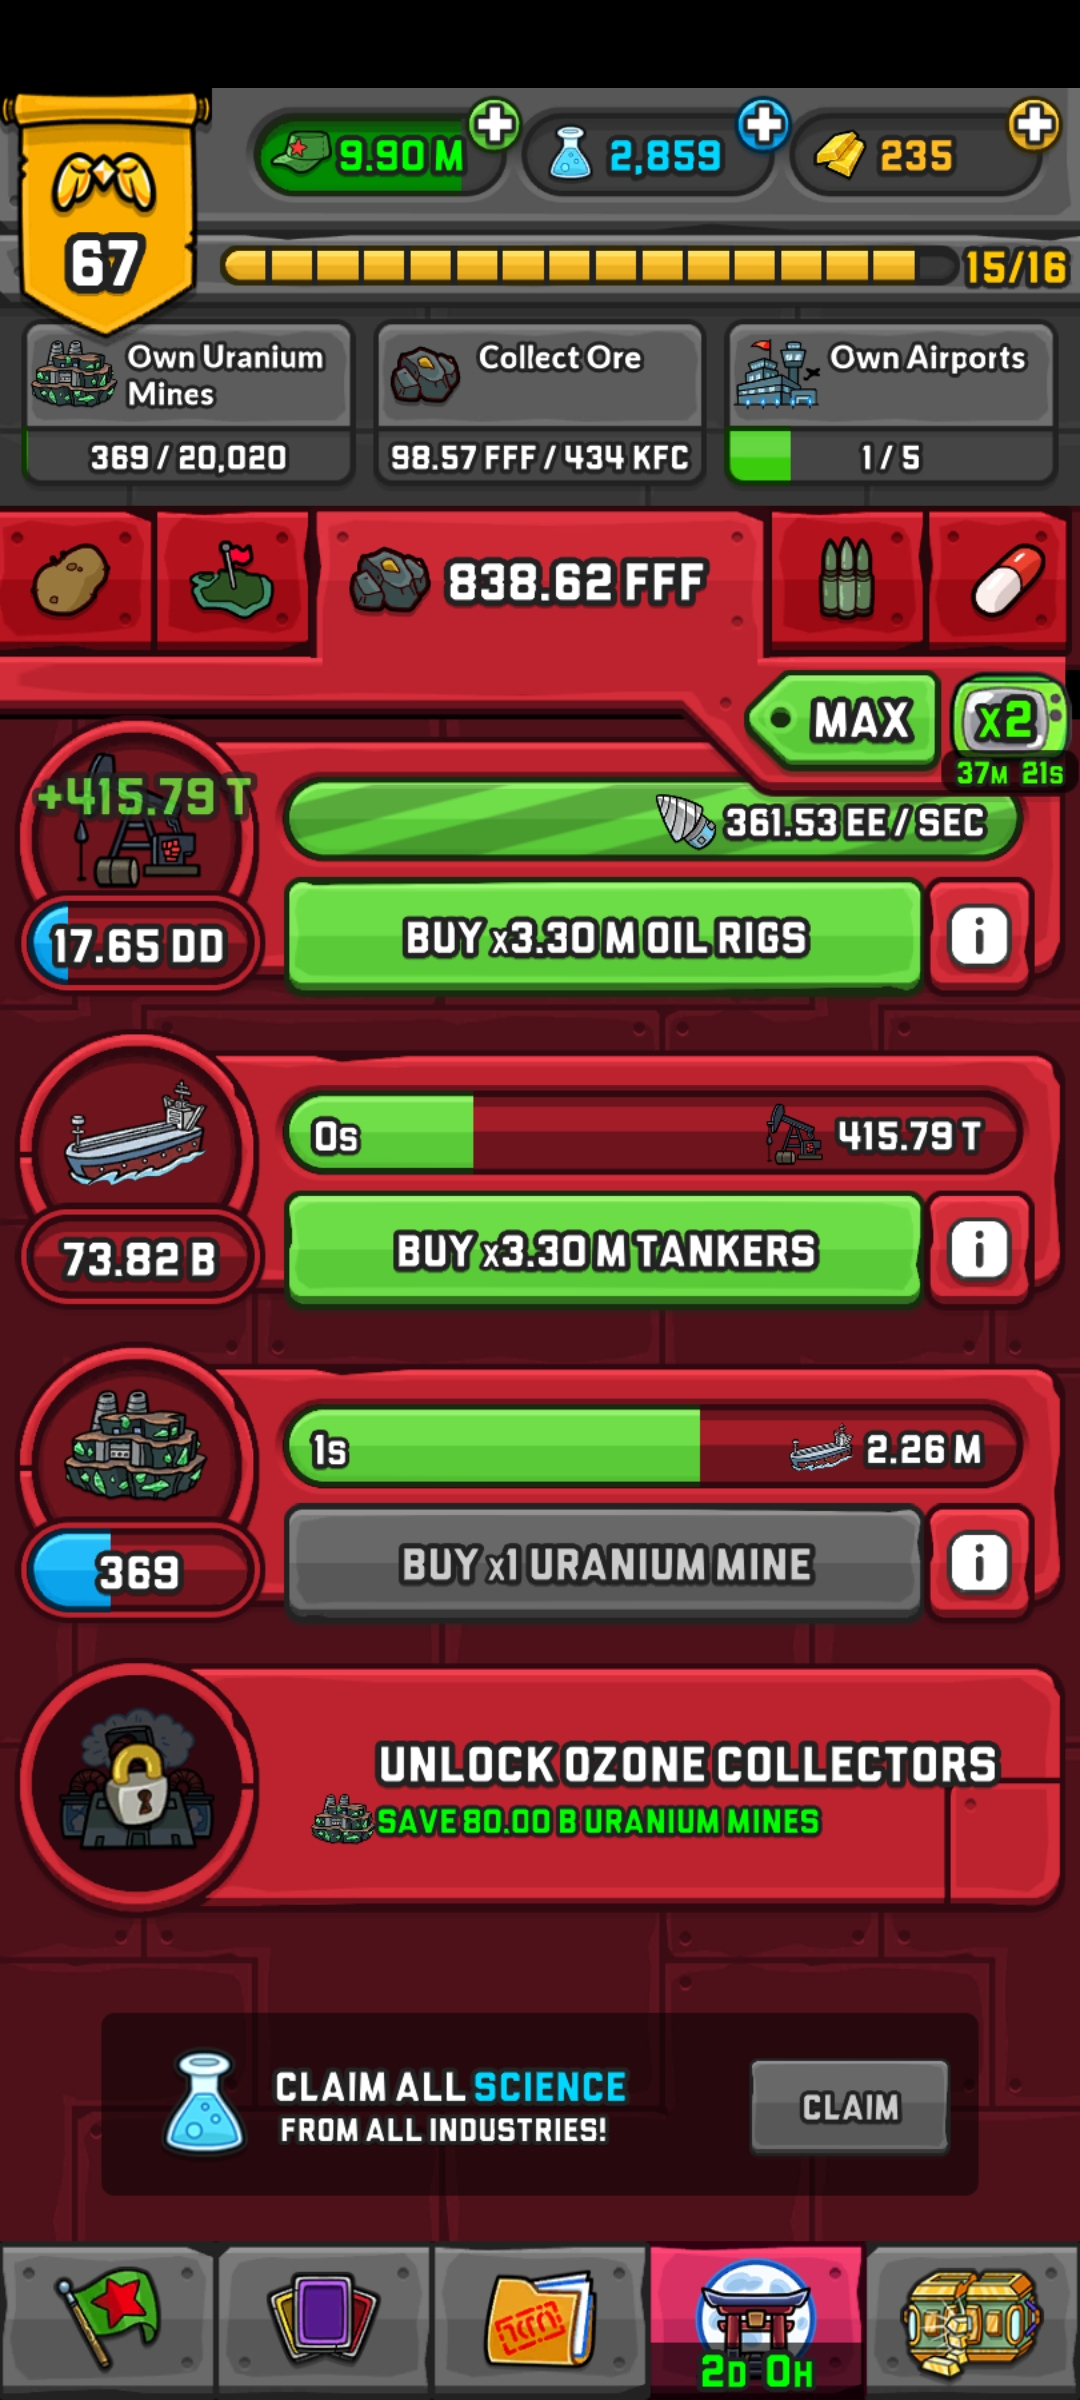 9.90 M
2,859
235
67
15/16
Own Uranium
Mines
369 / 20,020
Collect Ore
98.57 FFF / 434 KFC
Own Airports
1 / 5
838.62 FFF
MAX
x2
37M 21S
+415.79 T
361.53 EE / SEC
17.65 DD
BUY x3.30 M OIL RIGS
i
0s
415.79 T
73.82 B
BUY x3.30 M TANKERS
i
1s
2.26 M
369
BUY x1 URANIUM MINE
i
UNLOCK OZONE COLLECTORS
SAVE 80.00 B URANIUM MINES
CLAIM ALL SCIENCE
FROM ALL INDUSTRIES!
CLAIM
2D 0H